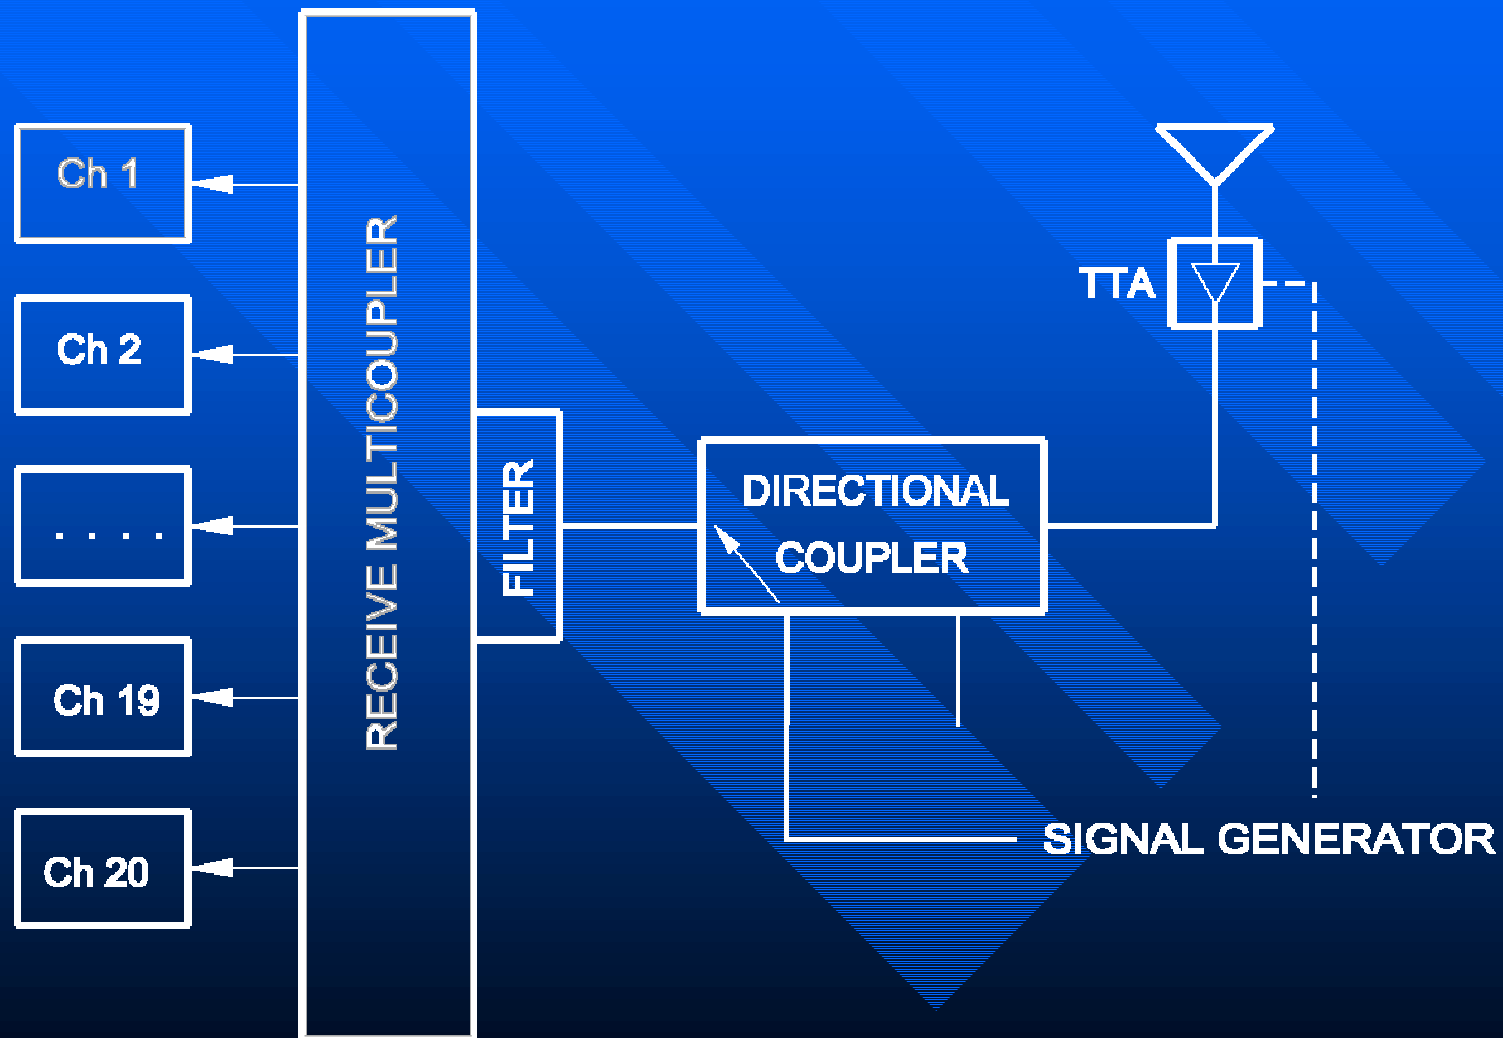 Ch 1
Ch 2
. . . .
Ch 19
Ch 20
RECEIVE MULTICOUPLER
FILTER
DIRECTIONAL
COUPLER
TTA
SIGNAL GENERATOR